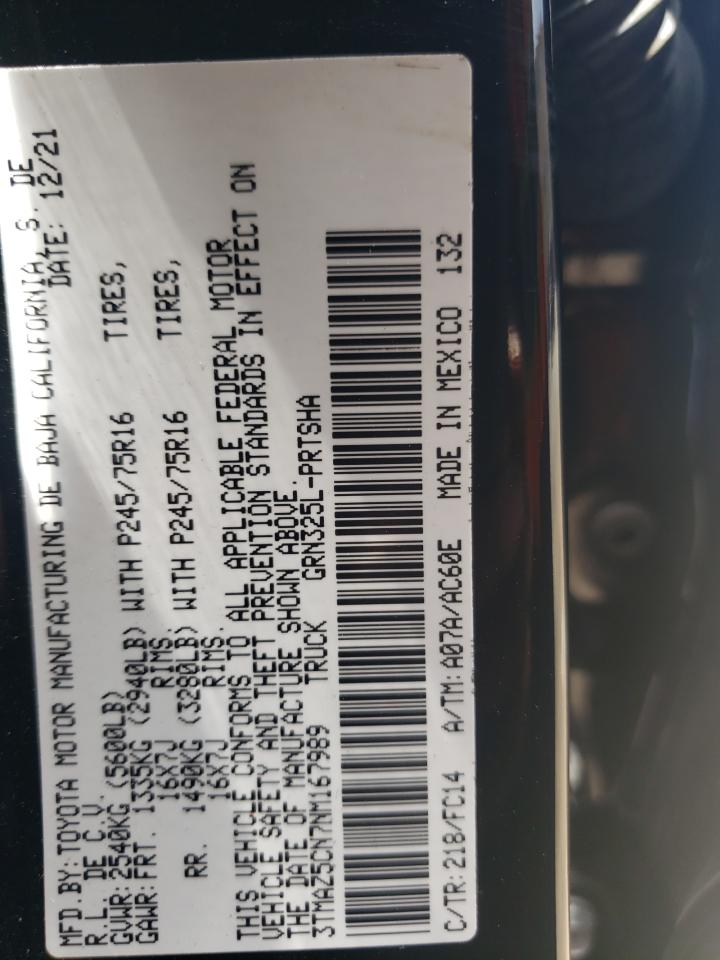 MFD.BY:TOYOTA MOTOR MANUFACTURING DE BAJA CALIFORNIA, S. DE
R.L. DE C.V. DATE: 12/21
GVWR:2540KG (5600LB)
GAWR:FRT. 1335KG (2940LB) WITH P245/75R16 TIRES,
16X7J RIMS,
RR. 1490KG (3280LB) WITH P245/75R16 TIRES,
16X7J RIMS.
THIS VEHICLE CONFORMS TO ALL APPLICABLE FEDERAL MOTOR
VEHICLE SAFETY AND THEFT PREVENTION STANDARDS IN EFFECT ON
THE DATE OF MANUFACTURE SHOWN ABOVE.
3TMAZ5CN7NM167989 TRUCK GRN325L-PRTSHA
C/TR:218/FC14 A/TM:A07A/AC60E MADE IN MEXICO 132